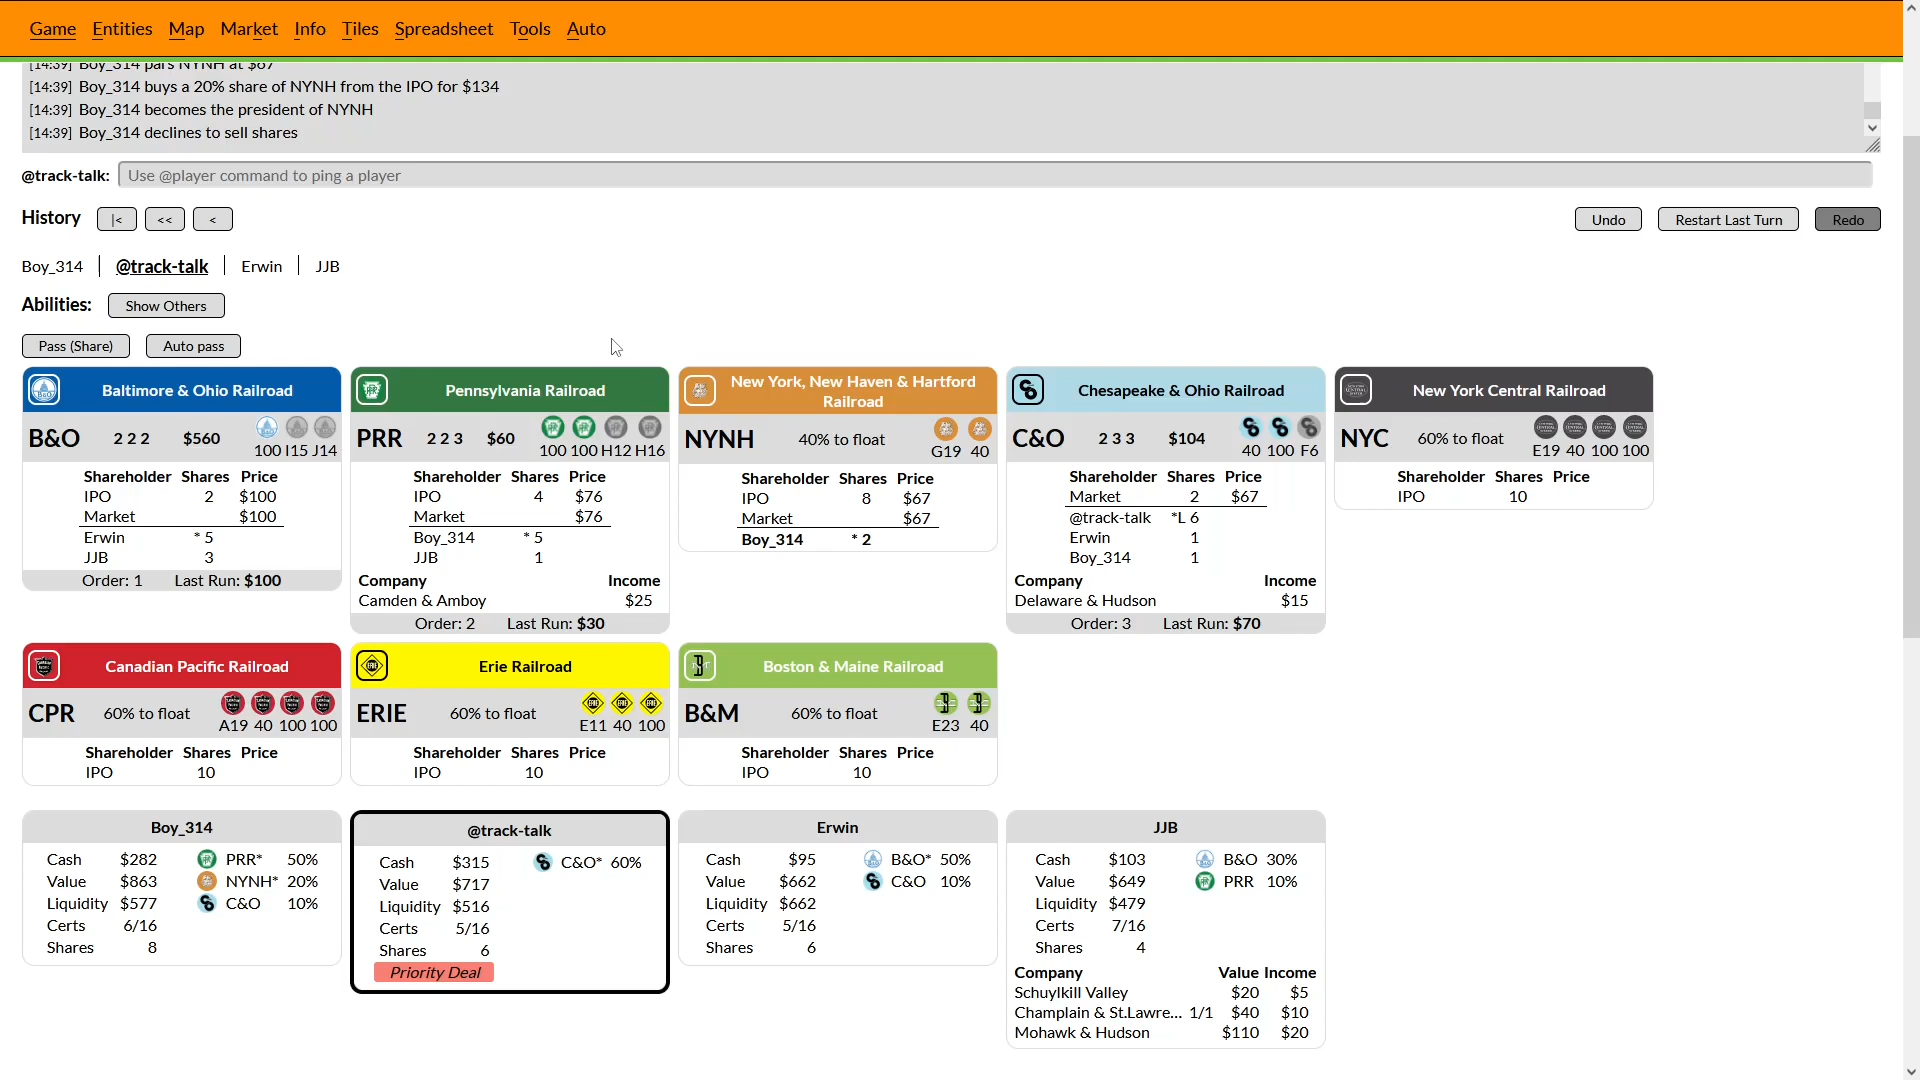 Game Entities Map Market Info Tiles Spreadsheet Tools Auto
[14:39] Boy_314 pars NYNH at $67
[14:39] Boy_314 buys a 20% share of NYNH from the IPO for $134
[14:39] Boy_314 becomes the president of NYNH
[14:39] Boy_314 declines to sell shares
@track-talk: Use @player command to ping a player
History |< << < Undo Restart Last Turn Redo
Boy_314 @track-talk Erwin JJB
Abilities: Show Others
Pass (Share) Auto pass
Baltimore & Ohio Railroad
B&O 2 2 2 $560 100 I15 J14
Shareholder Shares Price
IPO 2 $100
Market $100
Erwin * 5
JJB 3
Order: 1 Last Run: $100
Pennsylvania Railroad
PRR 2 2 3 $60 100 100 H12 H16
Shareholder Shares Price
IPO 4 $76
Market $76
Boy_314 * 5
JJB 1
Company Income
Camden & Amboy $25
Order: 2 Last Run: $30
New York, New Haven & Hartford
Railroad
NYNH 40% to float G19 40
Shareholder Shares Price
IPO 8 $67
Market $67
Boy_314 * 2
Chesapeake & Ohio Railroad
C&O 2 3 3 $104 40 100 F6
Shareholder Shares Price
Market 2 $67
@track-talk *L 6
Erwin 1
Boy_314 1
Company Income
Delaware & Hudson $15
Order: 3 Last Run: $70
New York Central Railroad
NYC 60% to float E19 40 100 100
Shareholder Shares Price
IPO 10
Canadian Pacific Railroad
CPR 60% to float A19 40 100 100
Shareholder Shares Price
IPO 10
Erie Railroad
ERIE 60% to float E11 40 100
Shareholder Shares Price
IPO 10
Boston & Maine Railroad
B&M 60% to float E23 40
Shareholder Shares Price
IPO 10
Boy_314
Cash $282 PRR* 50%
Value $863 NYNH* 20%
Liquidity $577 C&O 10%
Certs 6/16
Shares 8
@track-talk
Cash $315 C&O* 60%
Value $717
Liquidity $516
Certs 5/16
Shares 6
Priority Deal
Erwin
Cash $95 B&O* 50%
Value $662 C&O 10%
Liquidity $662
Certs 5/16
Shares 6
JJB
Cash $103 B&O 30%
Value $649 PRR 10%
Liquidity $479
Certs 7/16
Shares 4
Company Value Income
Schuylkill Valley $20 $5
Champlain & St.Lawre... 1/1 $40 $10
Mohawk & Hudson $110 $20